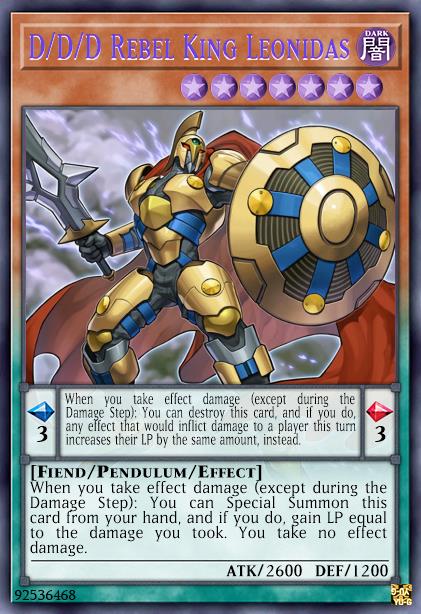 D/D/D Rebel King Leonidas
DARK
闇
When you take effect damage (except during the
Damage Step): You can destroy this card, and if you do,
any effect that would inflict damage to a player this turn
increases their LP by the same amount, instead.
3
3
[Fiend/Pendulum/Effect]
When you take effect damage (except during the
Damage Step): You can Special Summon this
card from your hand, and if you do, gain LP equal
to the damage you took. You take no effect
damage.
ATK/2600 DEF/1200
92536468